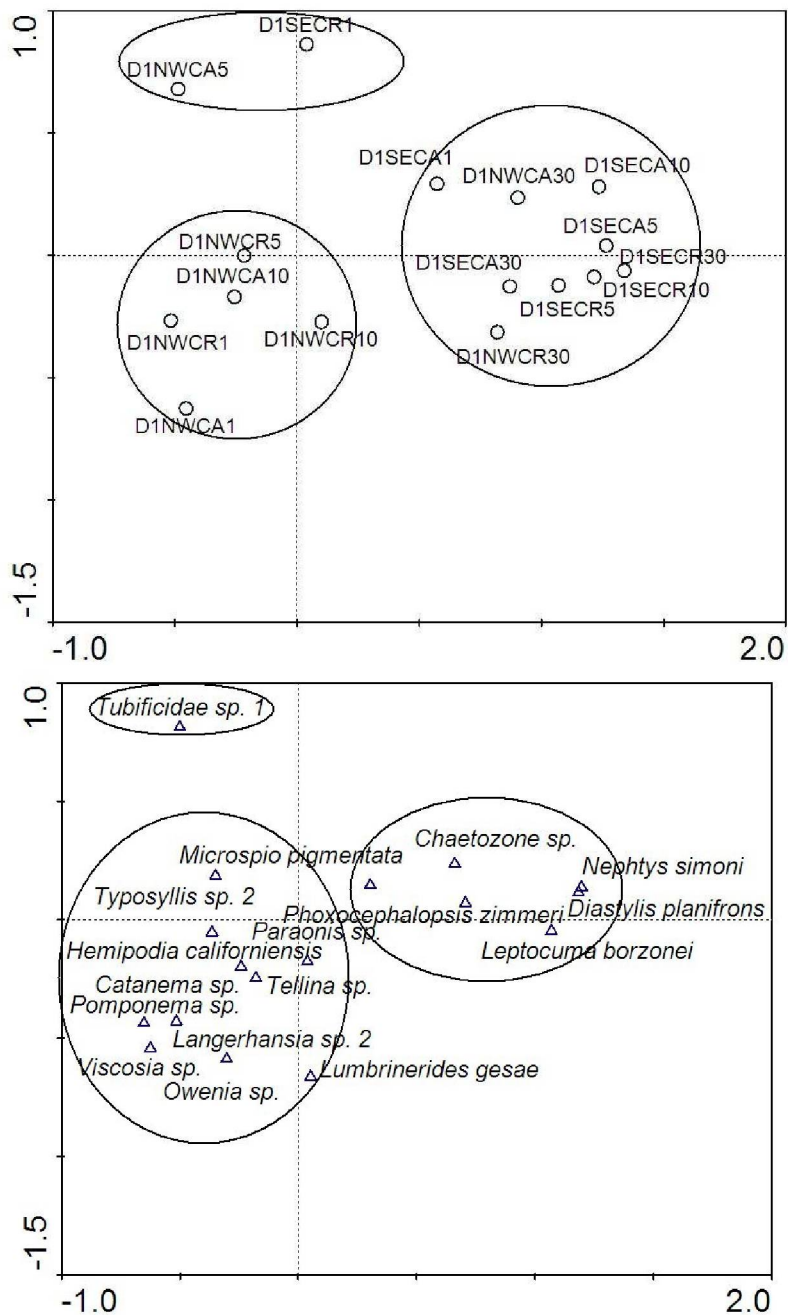 1.0
D1SECR1
D1NWCA5
D1SECA1
D1NWCA30
D1SECA10
D1NWCR5
D1SECA5
D1NWCA10
D1SECA30
D1SECR30
D1SECR10
D1SECR5
D1NWCR1
D1NWCR10
D1NWCR30
D1NWCA1
-1.5
-1.0
2.0
1.0
Tubificidae sp. 1
Chaetozone sp.
Microspio pigmentata
Nephtys simoni
Typosyllis sp. 2
Phoxocephalopsis zimmeri
Diastylis planifrons
Paraonis sp.
Hemipodia californiensis
Leptocuma borzonei
Catanema sp.
Tellina sp.
Pomponema sp.
Langerhansia sp. 2
Viscosia sp.
Lumbrinerides gesae
Owenia sp.
-1.5
-1.0
2.0